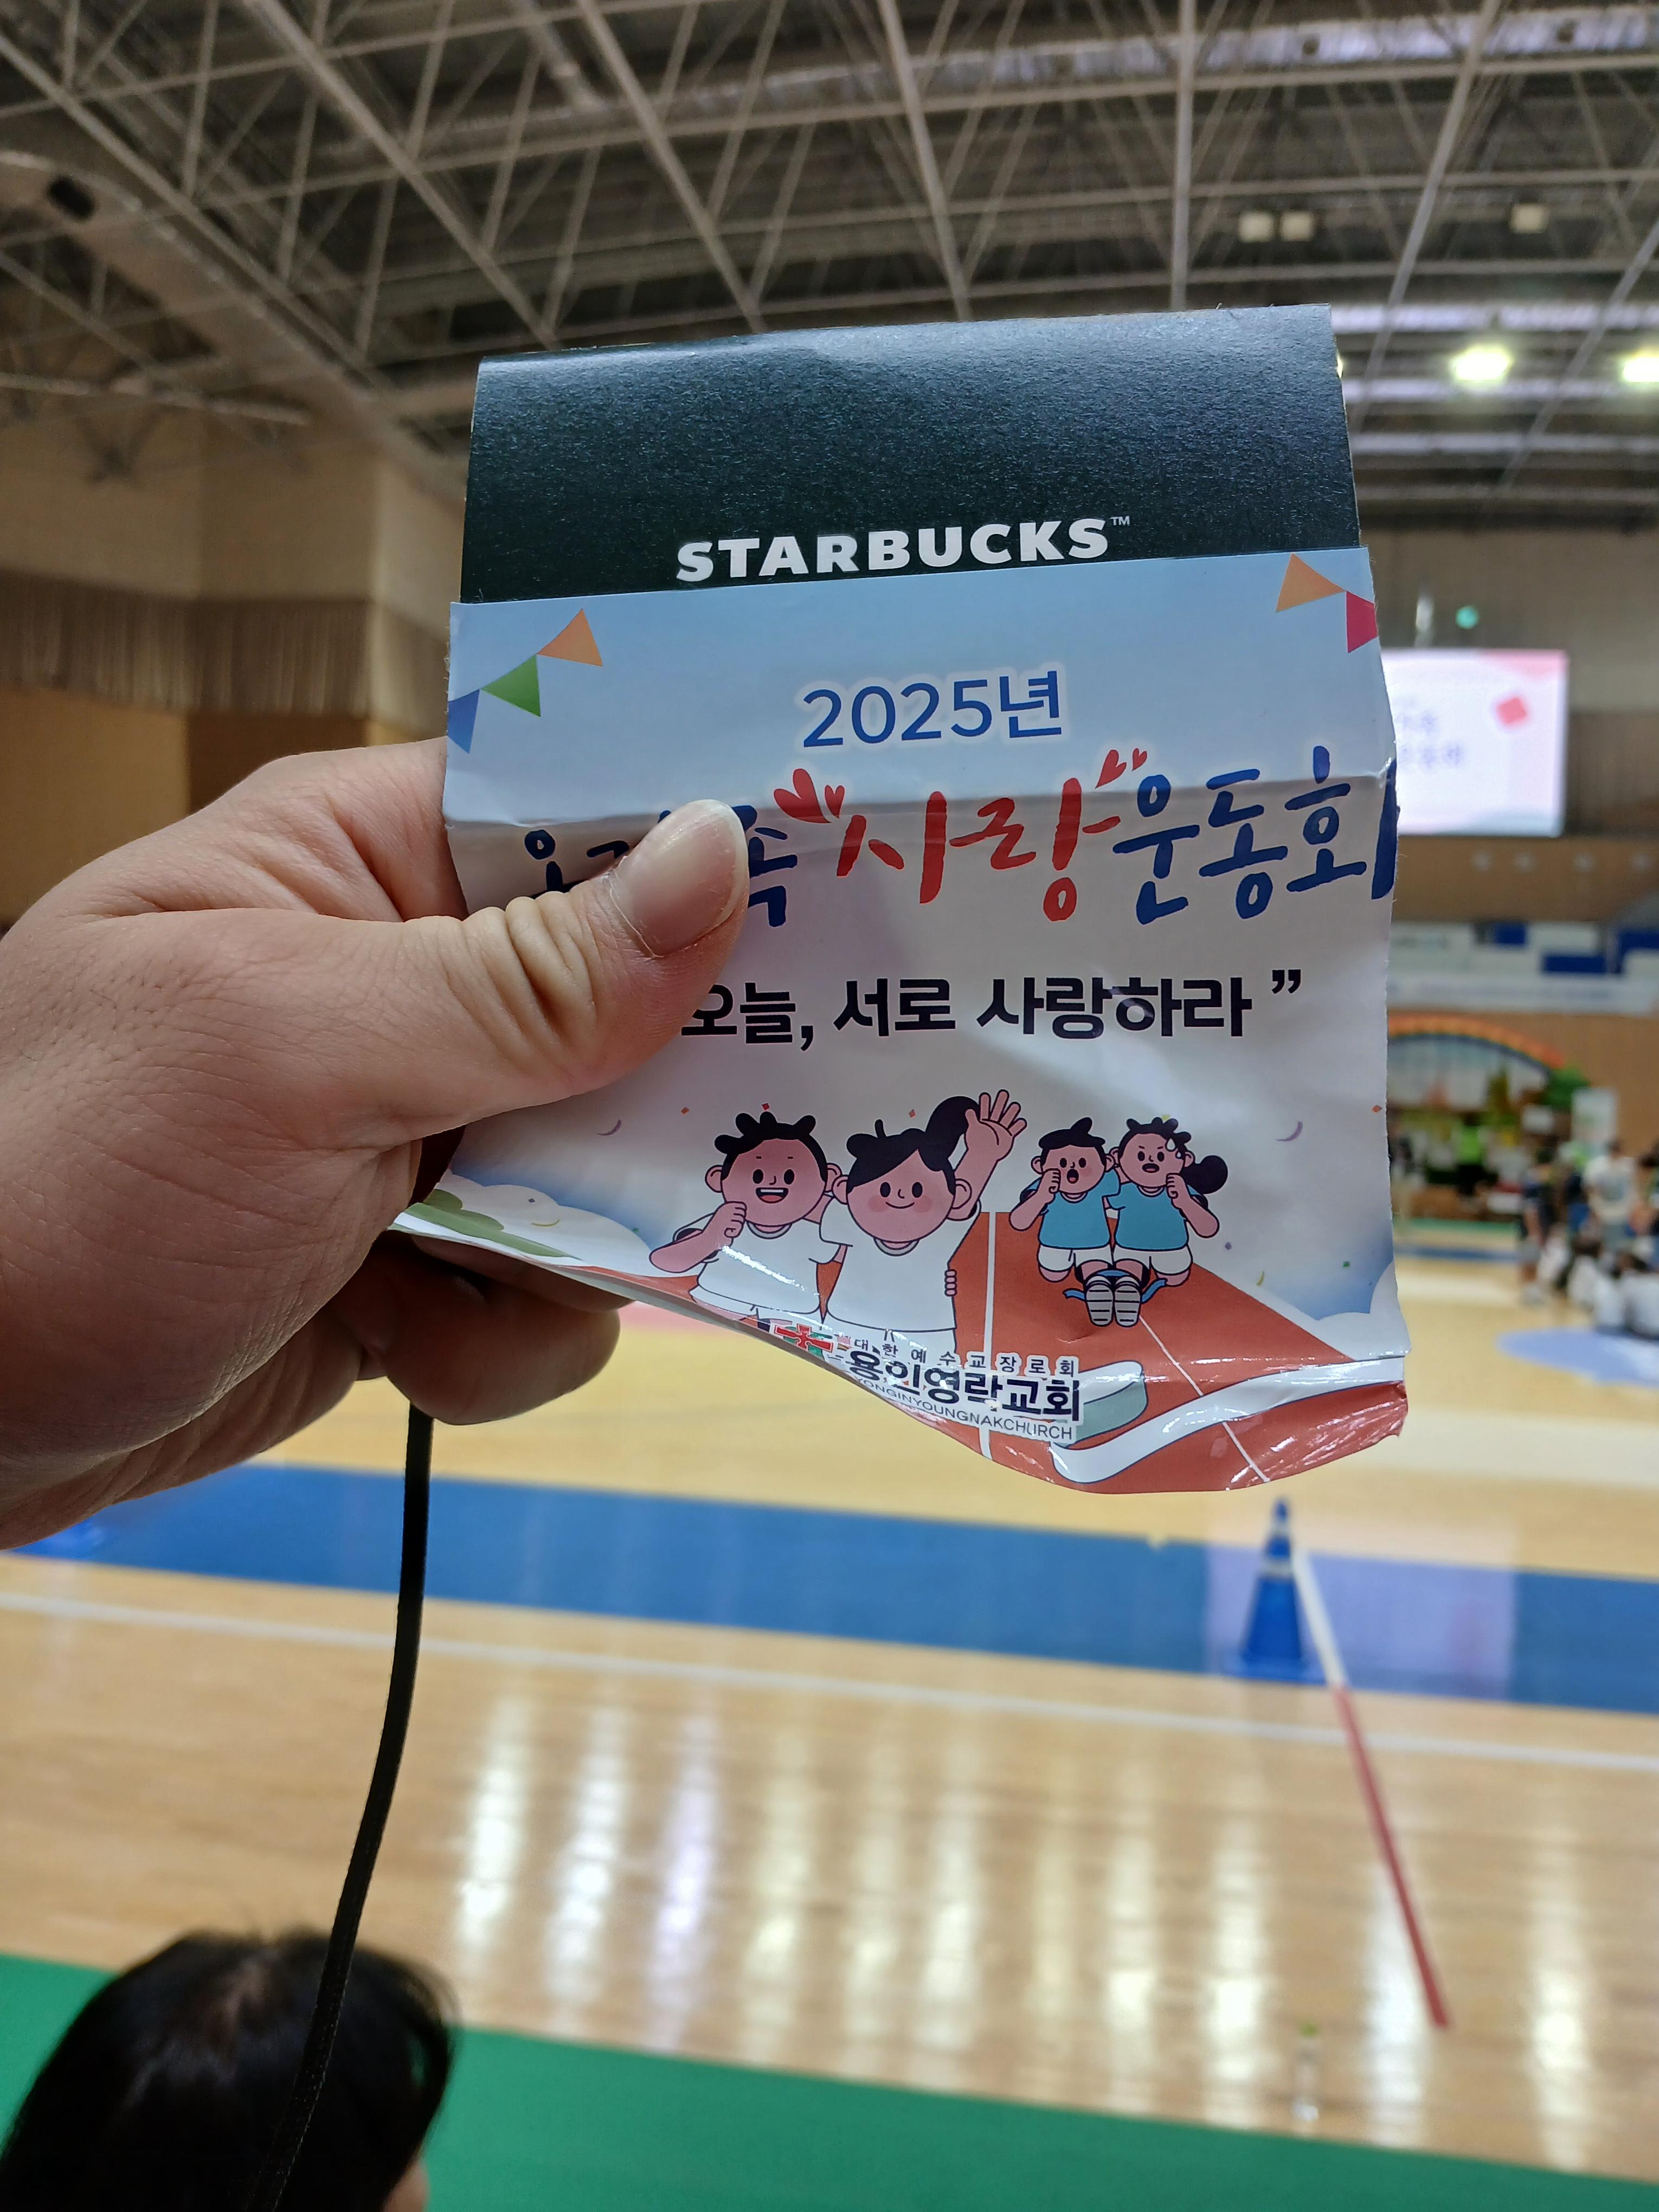 STARBUCKS™
2025년
"사랑" 운동회
오늘, 서로 사랑하라 ”
대한예수교장로회
용인영락교회
YONGINYOUNGNAKCHURCH